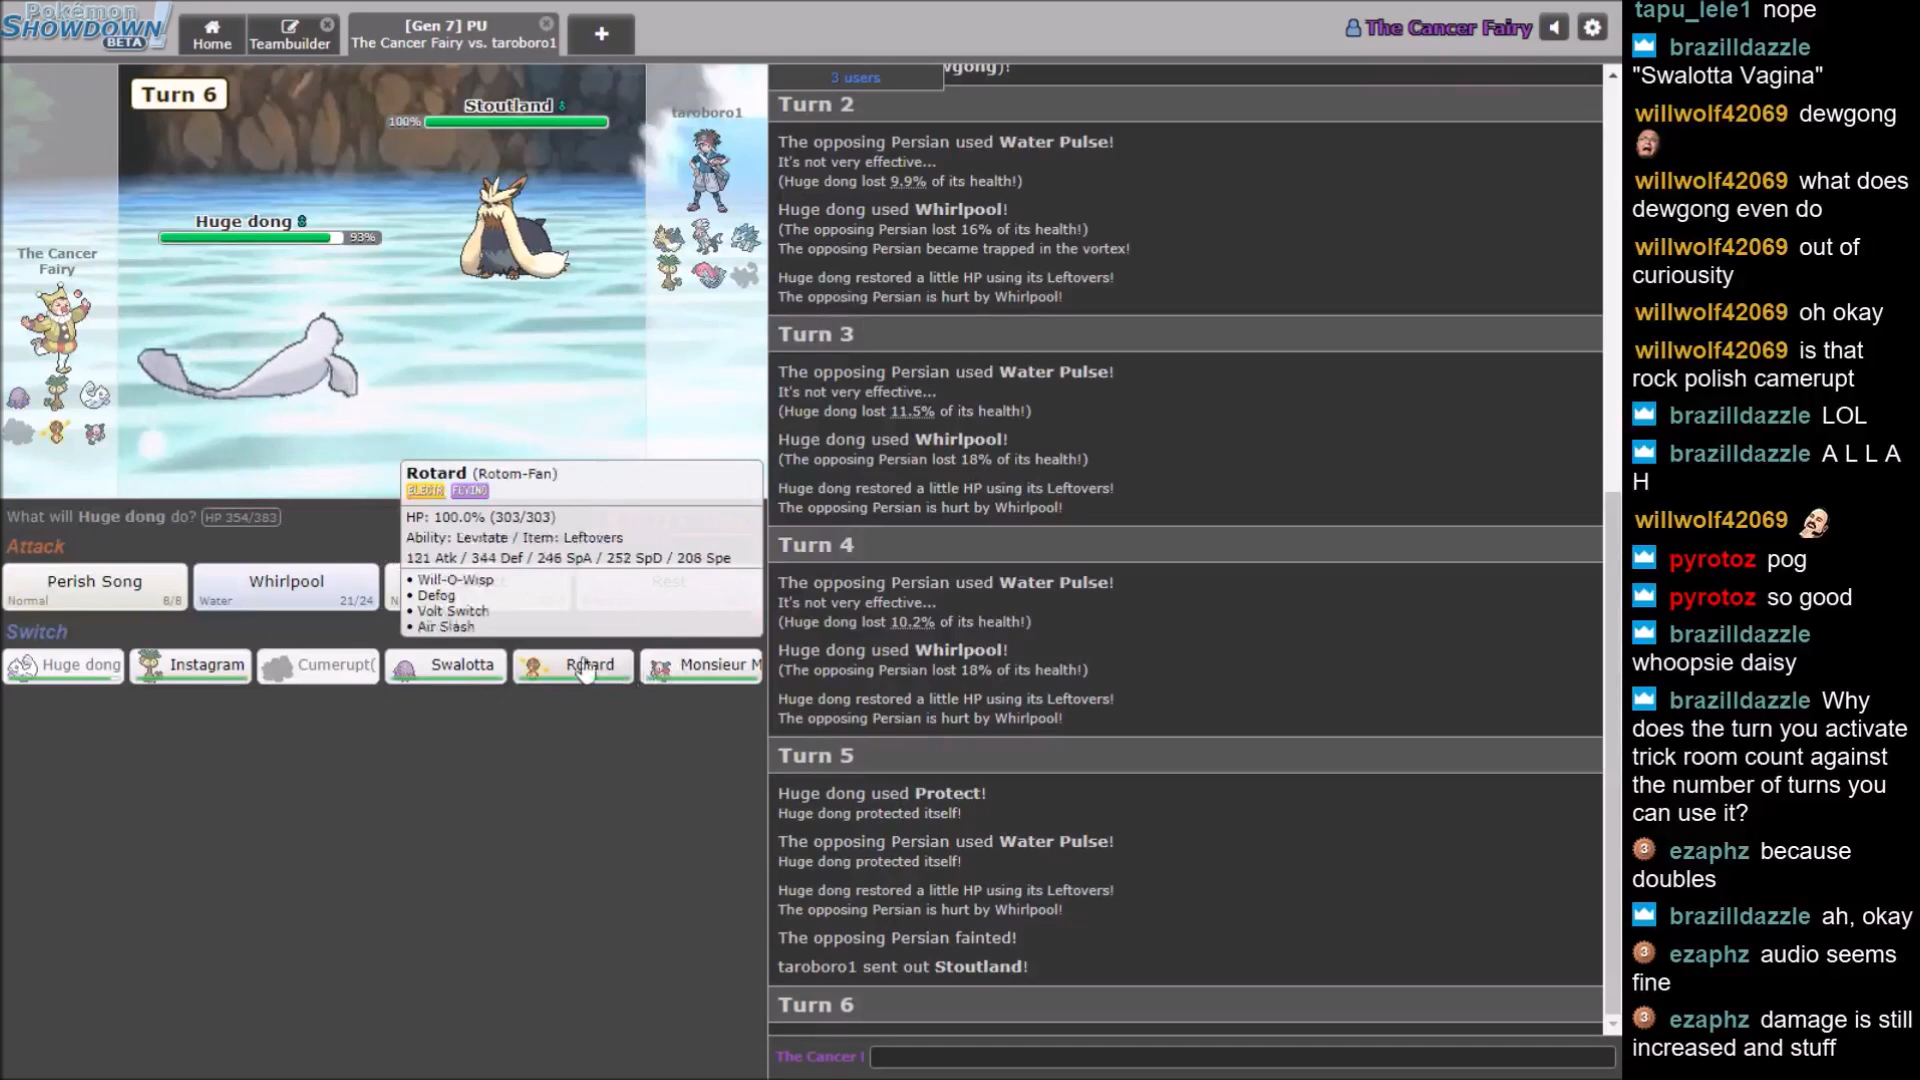 Pokémon
SHOWDOWN!
BETA
Home
Teambuilder
[Gen 7] PU
The Cancer Fairy vs. taroboro1
+
The Cancer Fairy
Turn 6
Stoutland
100%
Huge dong
93%
The Cancer
Fairy
taroboro1
Rotard (Rotom-Fan)
ELECTR FLYING
HP: 100.0% (303/303)
Ability: Levitate / Item: Leftovers
121 Atk / 344 Def / 246 SpA / 252 SpD / 208 Spe
• Will-O-Wisp
• Defog
• Volt Switch
• Air Slash
What will Huge dong do? HP 354/383
Attack
Perish Song
Normal 8/8
Whirlpool
Water 21/24
Rest
Switch
Huge dong
Instagram
Cumerupt(
Swalotta
Rotard
Monsieur M
3 users
wgong)!
Turn 2
The opposing Persian used Water Pulse!
It's not very effective...
(Huge dong lost 9.9% of its health!)
Huge dong used Whirlpool!
(The opposing Persian lost 16% of its health!)
The opposing Persian became trapped in the vortex!
Huge dong restored a little HP using its Leftovers!
The opposing Persian is hurt by Whirlpool!
Turn 3
The opposing Persian used Water Pulse!
It's not very effective...
(Huge dong lost 11.5% of its health!)
Huge dong used Whirlpool!
(The opposing Persian lost 18% of its health!)
Huge dong restored a little HP using its Leftovers!
The opposing Persian is hurt by Whirlpool!
Turn 4
The opposing Persian used Water Pulse!
It's not very effective...
(Huge dong lost 10.2% of its health!)
Huge dong used Whirlpool!
(The opposing Persian lost 18% of its health!)
Huge dong restored a little HP using its Leftovers!
The opposing Persian is hurt by Whirlpool!
Turn 5
Huge dong used Protect!
Huge dong protected itself!
The opposing Persian used Water Pulse!
Huge dong protected itself!
Huge dong restored a little HP using its Leftovers!
The opposing Persian is hurt by Whirlpool!
The opposing Persian fainted!
taroboro1 sent out Stoutland!
Turn 6
The Cancer
tapu_lele1 nope
brazilldazzle
"Swalotta Vagina"
willwolf42069 dewgong
willwolf42069 what does
dewgong even do
willwolf42069 out of
curiousity
willwolf42069 oh okay
willwolf42069 is that
rock polish camerupt
brazilldazzle LOL
brazilldazzle A L L A
H
willwolf42069
pyrotoz pog
pyrotoz so good
brazilldazzle
whoopsie daisy
brazilldazzle Why
does the turn you activate
trick room count against
the number of turns you
can use it?
3 ezaphz because
doubles
brazilldazzle ah, okay
3 ezaphz audio seems
fine
3 ezaphz damage is still
increased and stuff